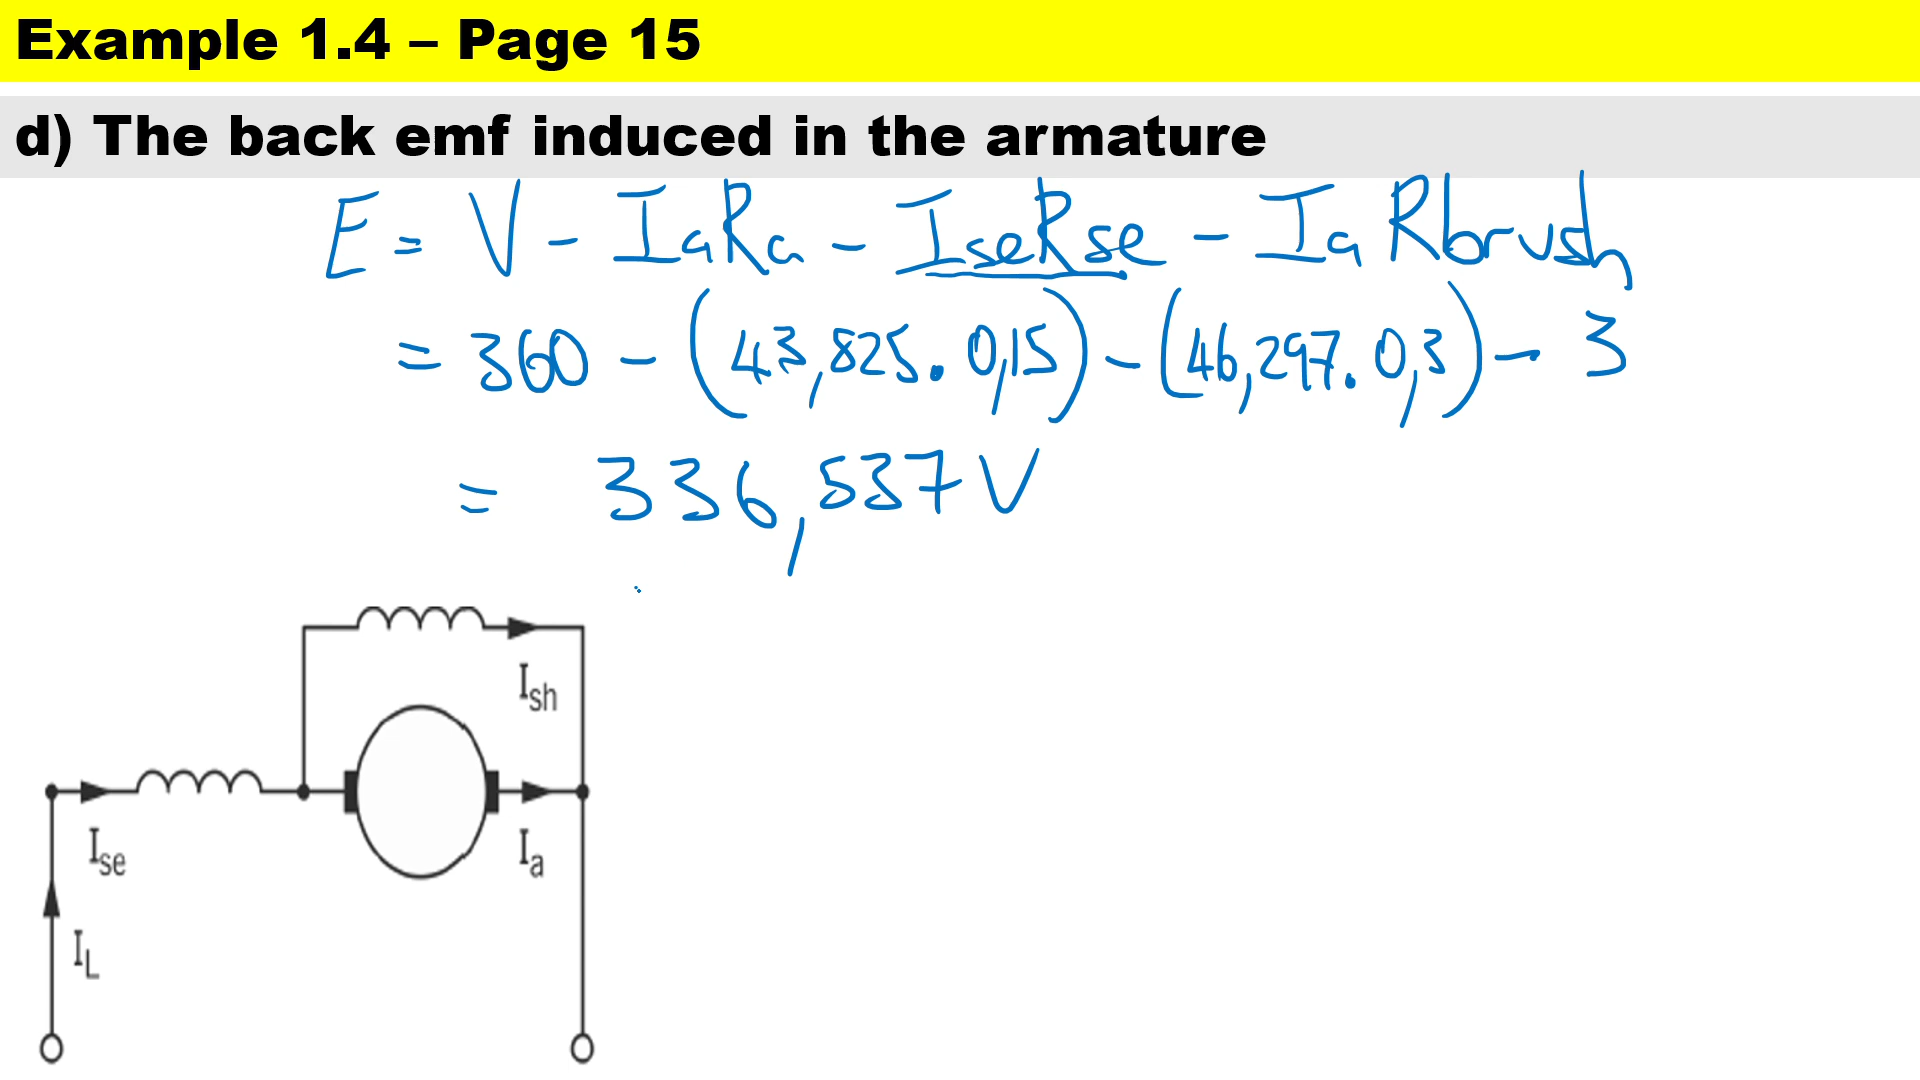 Example 1.4 – Page 15
d) The back emf induced in the armature
E = V - IaRa - IseRse - Ia Rbrush
= 360 - (43,825 . 0,15) - (46,297 . 0,3) - 3
= 336,537 V
Ish
Ise
Ia
IL